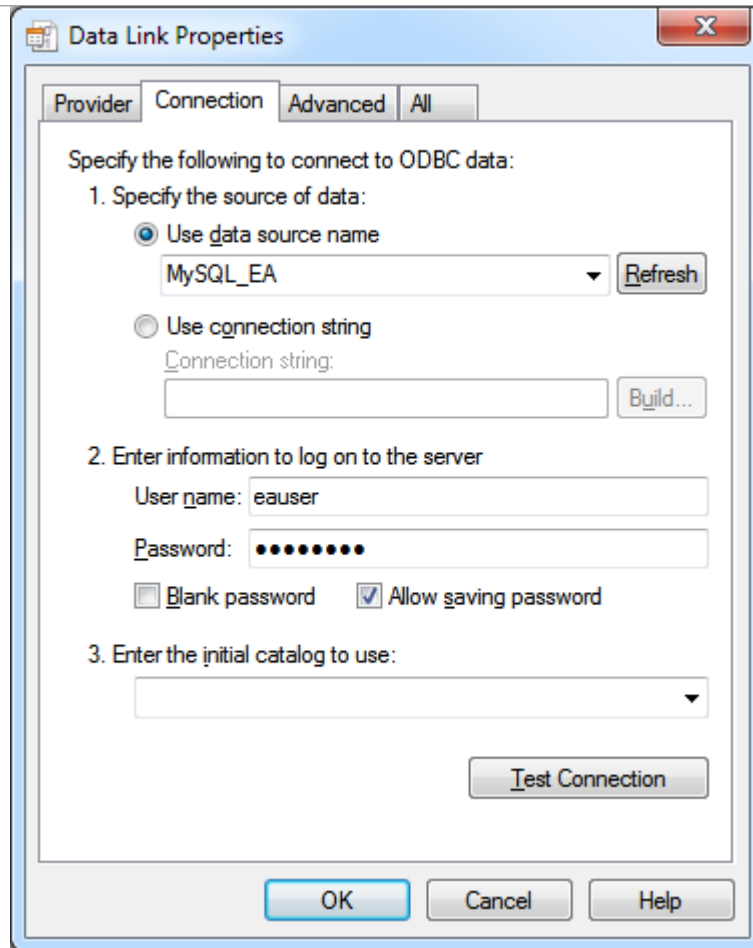 Data Link Properties
Provider Connection Advanced All
Specify the following to connect to ODBC data:
1. Specify the source of data:
Use data source name
MySQL_EA Refresh
Use connection string
Connection string:
Build...
2. Enter information to log on to the server
User name: eauser
Password: ●●●●●●●●
Blank password Allow saving password
3. Enter the initial catalog to use:
Test Connection
OK Cancel Help